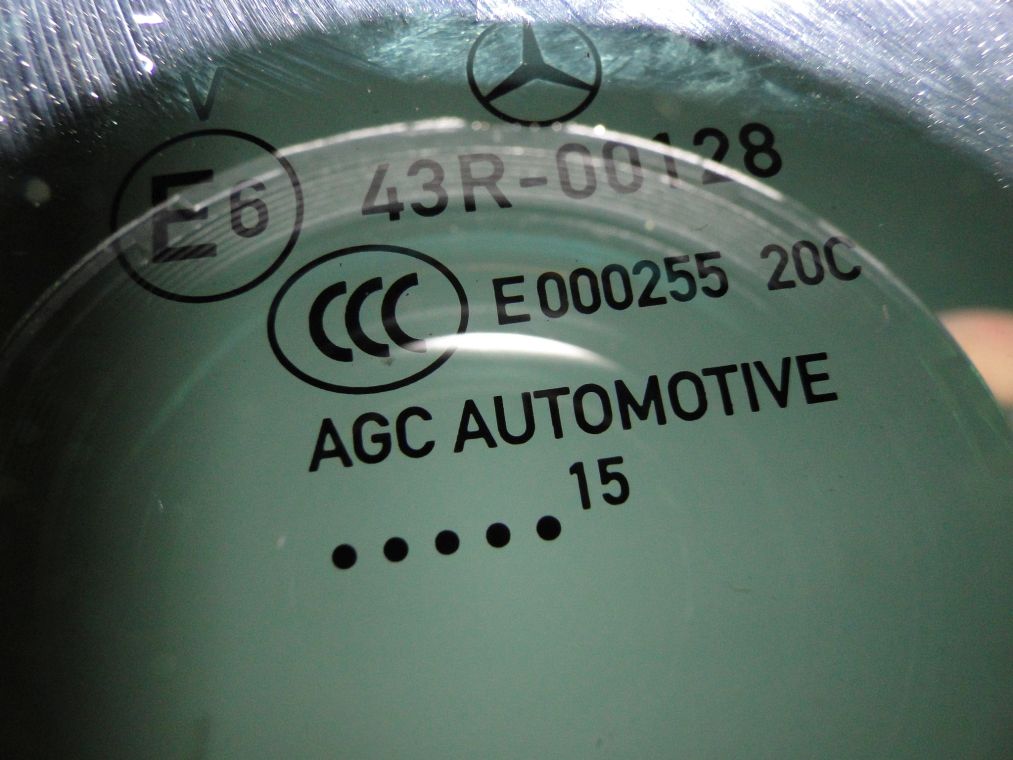 V
E6 43R-00128
CCC E000255 20C
AGC AUTOMOTIVE
15
•••••